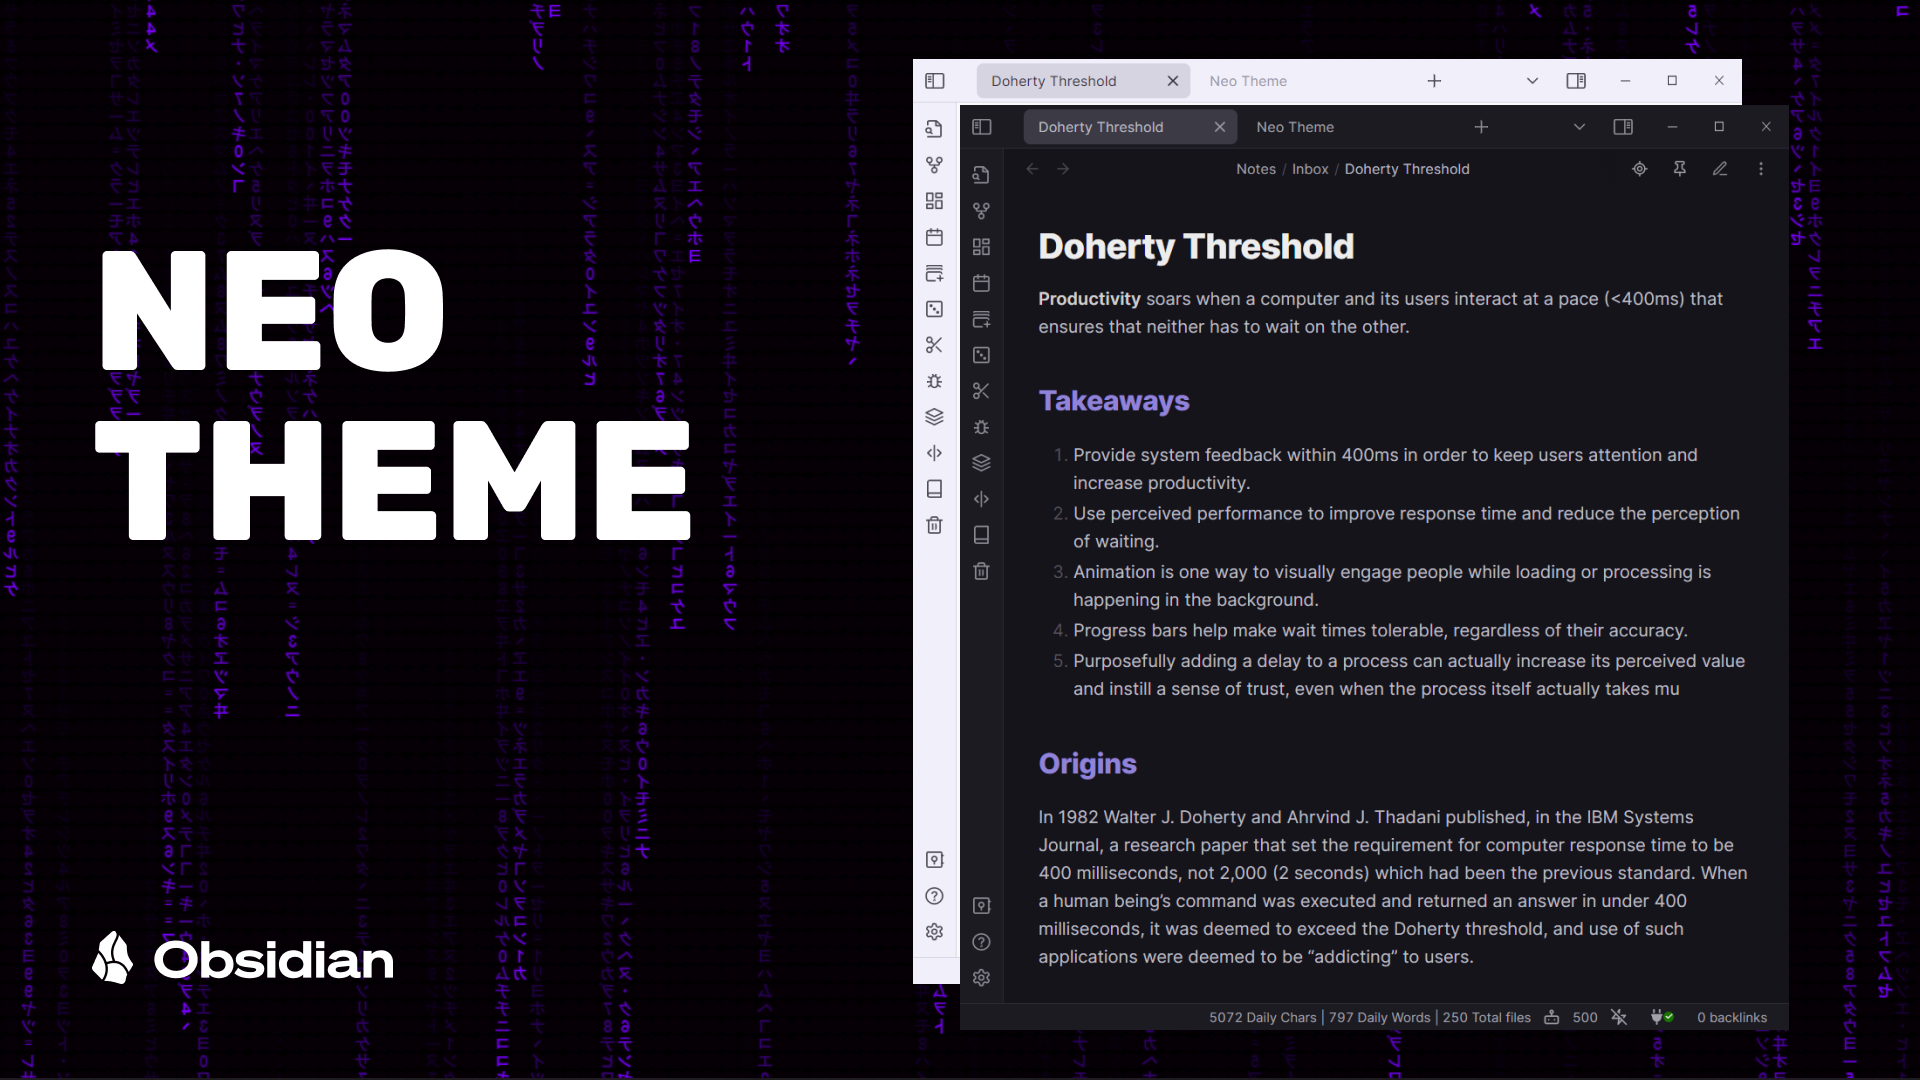 NEO
THEME
Obsidian
Doherty Threshold
Neo Theme
Doherty Threshold
Neo Theme
Notes / Inbox / Doherty Threshold
Doherty Threshold
Productivity soars when a computer and its users interact at a pace (<400ms) that
ensures that neither has to wait on the other.
Takeaways
1. Provide system feedback within 400ms in order to keep users attention and
increase productivity.
2. Use perceived performance to improve response time and reduce the perception
of waiting.
3. Animation is one way to visually engage people while loading or processing is
happening in the background.
4. Progress bars help make wait times tolerable, regardless of their accuracy.
5. Purposefully adding a delay to a process can actually increase its perceived value
and instill a sense of trust, even when the process itself actually takes mu
Origins
In 1982 Walter J. Doherty and Ahrvind J. Thadani published, in the IBM Systems
Journal, a research paper that set the requirement for computer response time to be
400 milliseconds, not 2,000 (2 seconds) which had been the previous standard. When
a human being’s command was executed and returned an answer in under 400
milliseconds, it was deemed to exceed the Doherty threshold, and use of such
applications were deemed to be “addicting” to users.
5072 Daily Chars | 797 Daily Words | 250 Total files 500 0 backlinks